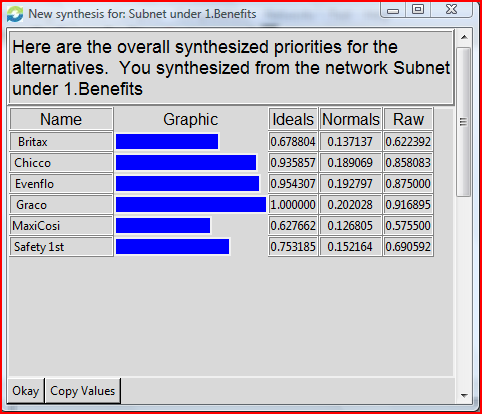 New synthesis for: Subnet under 1.Benefits
Here are the overall synthesized priorities for the
alternatives. You synthesized from the network Subnet
under 1.Benefits
Name Graphic Ideals Normals Raw
Britax 0.678804 0.137137 0.622392
Chicco 0.935857 0.189069 0.858083
Evenflo 0.954307 0.192797 0.875000
Graco 1.000000 0.202028 0.916895
MaxiCosi 0.627662 0.126805 0.575500
Safety 1st 0.753185 0.152164 0.690592
Okay Copy Values